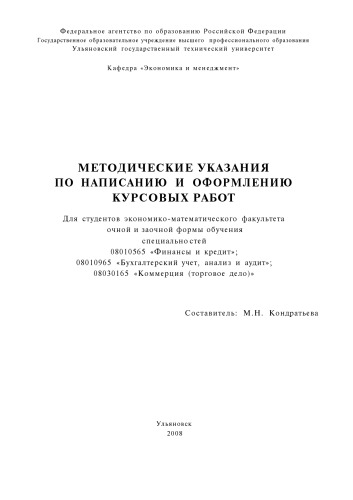 Федеральное агентство по образованию Российской Федерации
Государственное образовательное учреждение высшего профессионального образования
Ульяновский государственный технический университет
Кафедра «Экономика и менеджмент»
МЕТОДИЧЕСКИЕ УКАЗАНИЯ
ПО НАПИСАНИЮ И ОФОРМЛЕНИЮ
КУРСОВЫХ РАБОТ
Для студентов экономико-математического факультета
очной и заочной формы обучения
специальностей
08010565 «Финансы и кредит»;
08010965 «Бухгалтерский учет, анализ и аудит»;
08030165 «Коммерция (торговое дело)»
Составитель: М.Н. Кондратьева
Ульяновск
2008